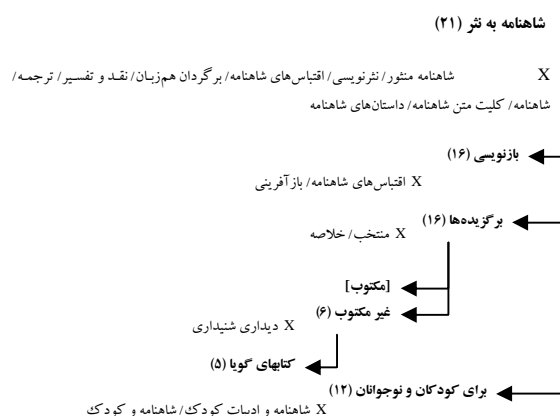 شاهنامه به نثر (۲۱)
X شاهنامه منثور/ نثرنویسی/ اقتباس‌های شاهنامه/ برگردان هم‌زبان/ نقد و تفسیر/ ترجمه/
شاهنامه/ کلیت متن شاهنامه/ داستان‌های شاهنامه
بازنویسی (۱۶)
X اقتباس‌های شاهنامه/ بازآفرینی
برگزیده‌ها (۱۶)
X منتخب/ خلاصه
[مکتوب]
غیر مکتوب (۶)
X دیداری شنیداری
کتابهای گویا (۵)
برای کودکان و نوجوانان (۱۲)
X شاهنامه و ادبیات کودک/ شاهنامه و کودک